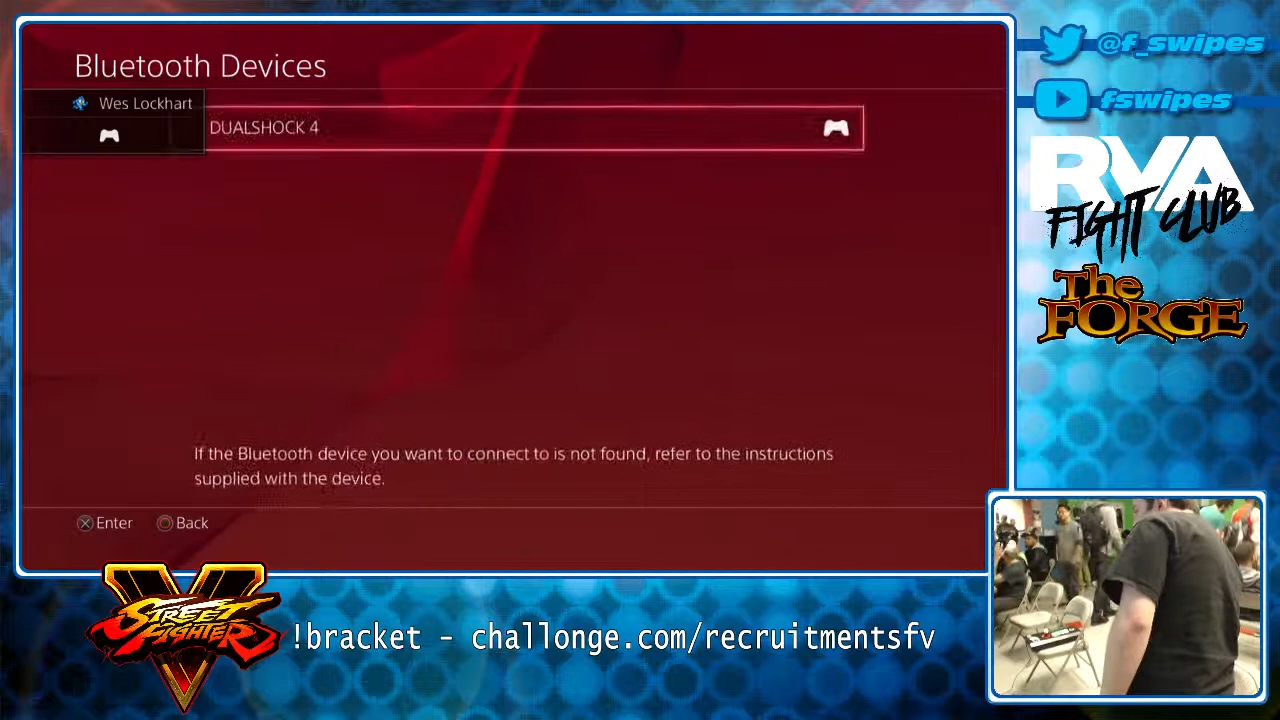 Bluetooth Devices
Wes Lockhart
DUALSHOCK 4
If the Bluetooth device you want to connect to is not found, refer to the instructions
supplied with the device.
Enter
Back
@f_swipes
fswipes
RVA
FIGHT CLUB
The
FORGE
V
STREET
FIGHTER
!bracket - challonge.com/recruitmentsfv